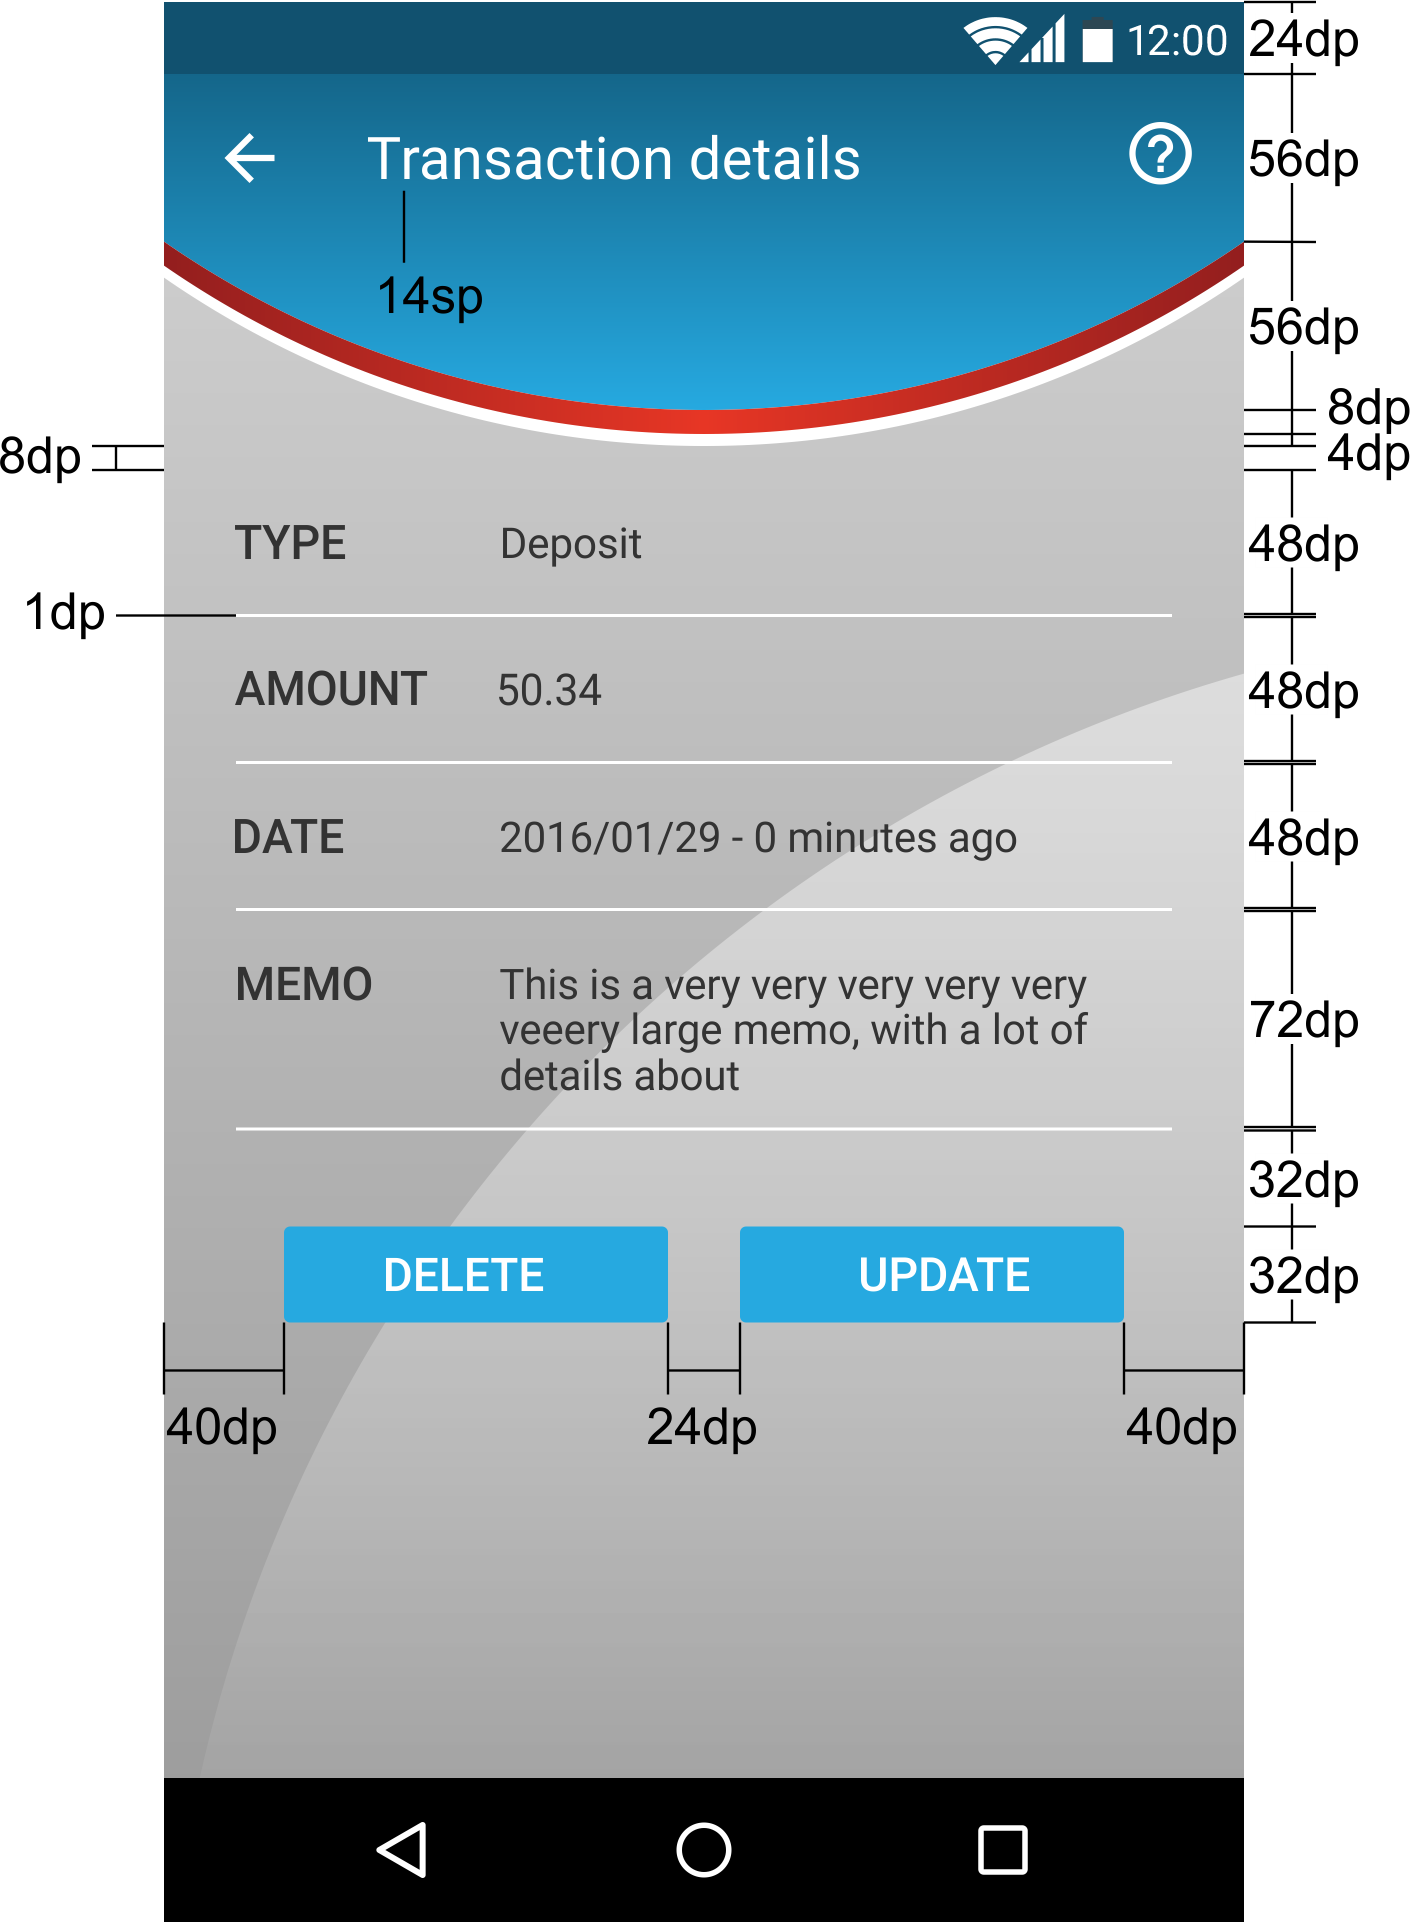 12:00
24dp
Transaction details
56dp
14sp
56dp
8dp
8dp
4dp
TYPE Deposit
48dp
1dp
AMOUNT 50.34
48dp
DATE 2016/01/29 - 0 minutes ago
48dp
MEMO This is a very very very very very
veeery large memo, with a lot of
details about
72dp
32dp
DELETE UPDATE
32dp
40dp 24dp 40dp